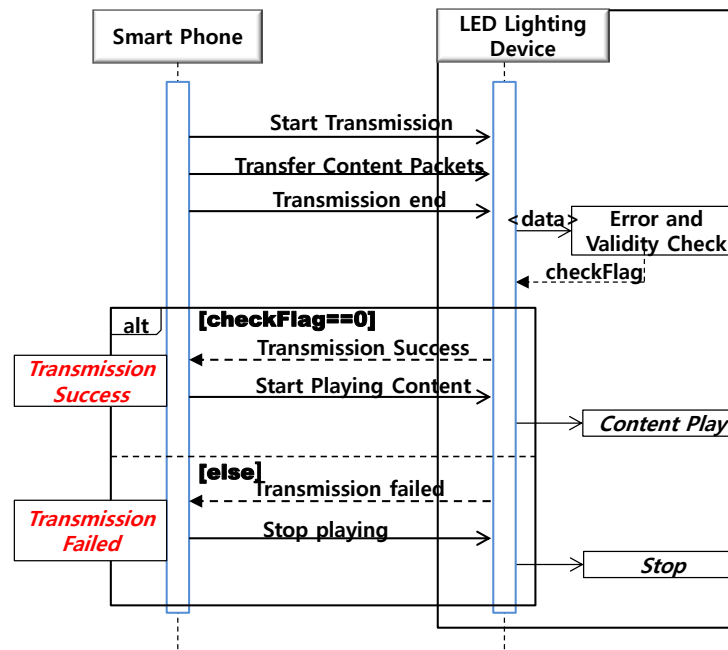 Smart Phone
LED Lighting
Device
Start Transmission
Transfer Content Packets
Transmission end
<data>
Error and
Validity Check
checkFlag
alt
[checkFlag==0]
Transmission Success
Transmission
Success
Start Playing Content
Content Play
[else]
Transmission failed
Transmission
Failed
Stop playing
Stop